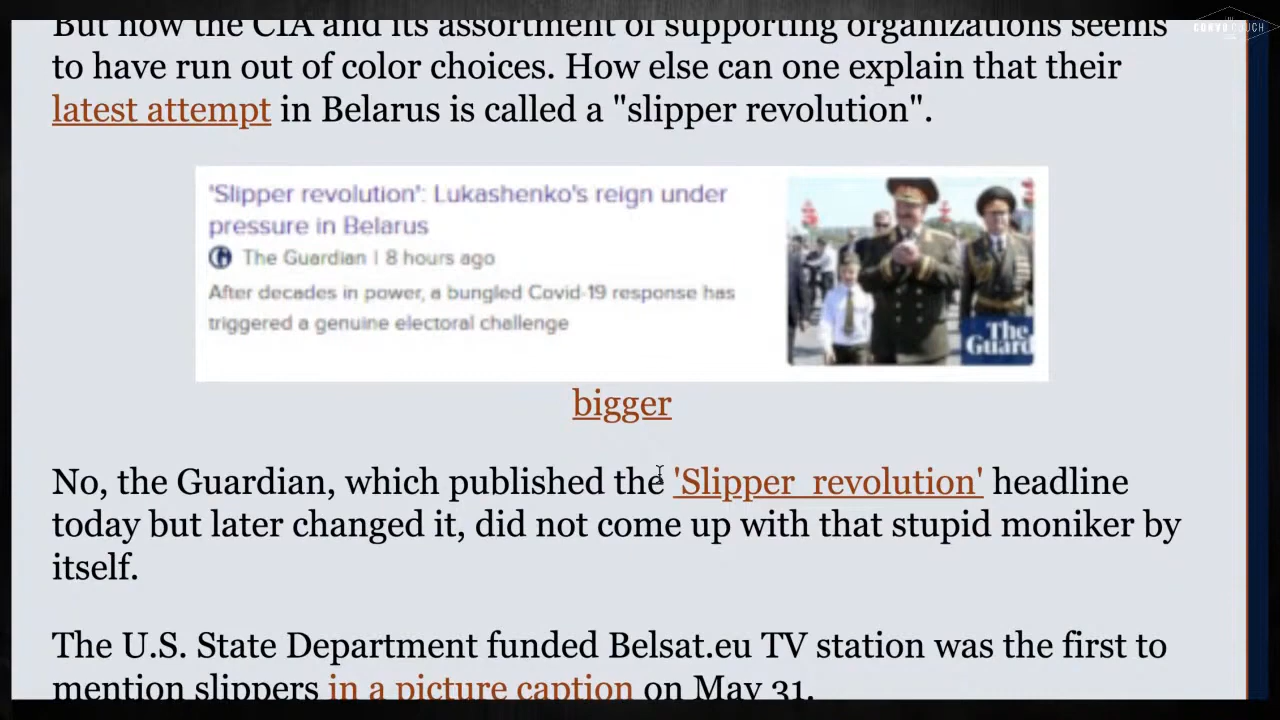 CONVO COUCH
But now the CIA and its assortment of supporting organizations seems
to have run out of color choices. How else can one explain that their
latest attempt in Belarus is called a "slipper revolution".
'Slipper revolution': Lukashenko's reign under
pressure in Belarus
The Guardian | 8 hours ago
After decades in power, a bungled Covid-19 response has
triggered a genuine electoral challenge
The
Guard
bigger
No, the Guardian, which published the 'Slipper revolution' headline
today but later changed it, did not come up with that stupid moniker by
itself.
The U.S. State Department funded Belsat.eu TV station was the first to
mention slippers in a picture caption on May 31.